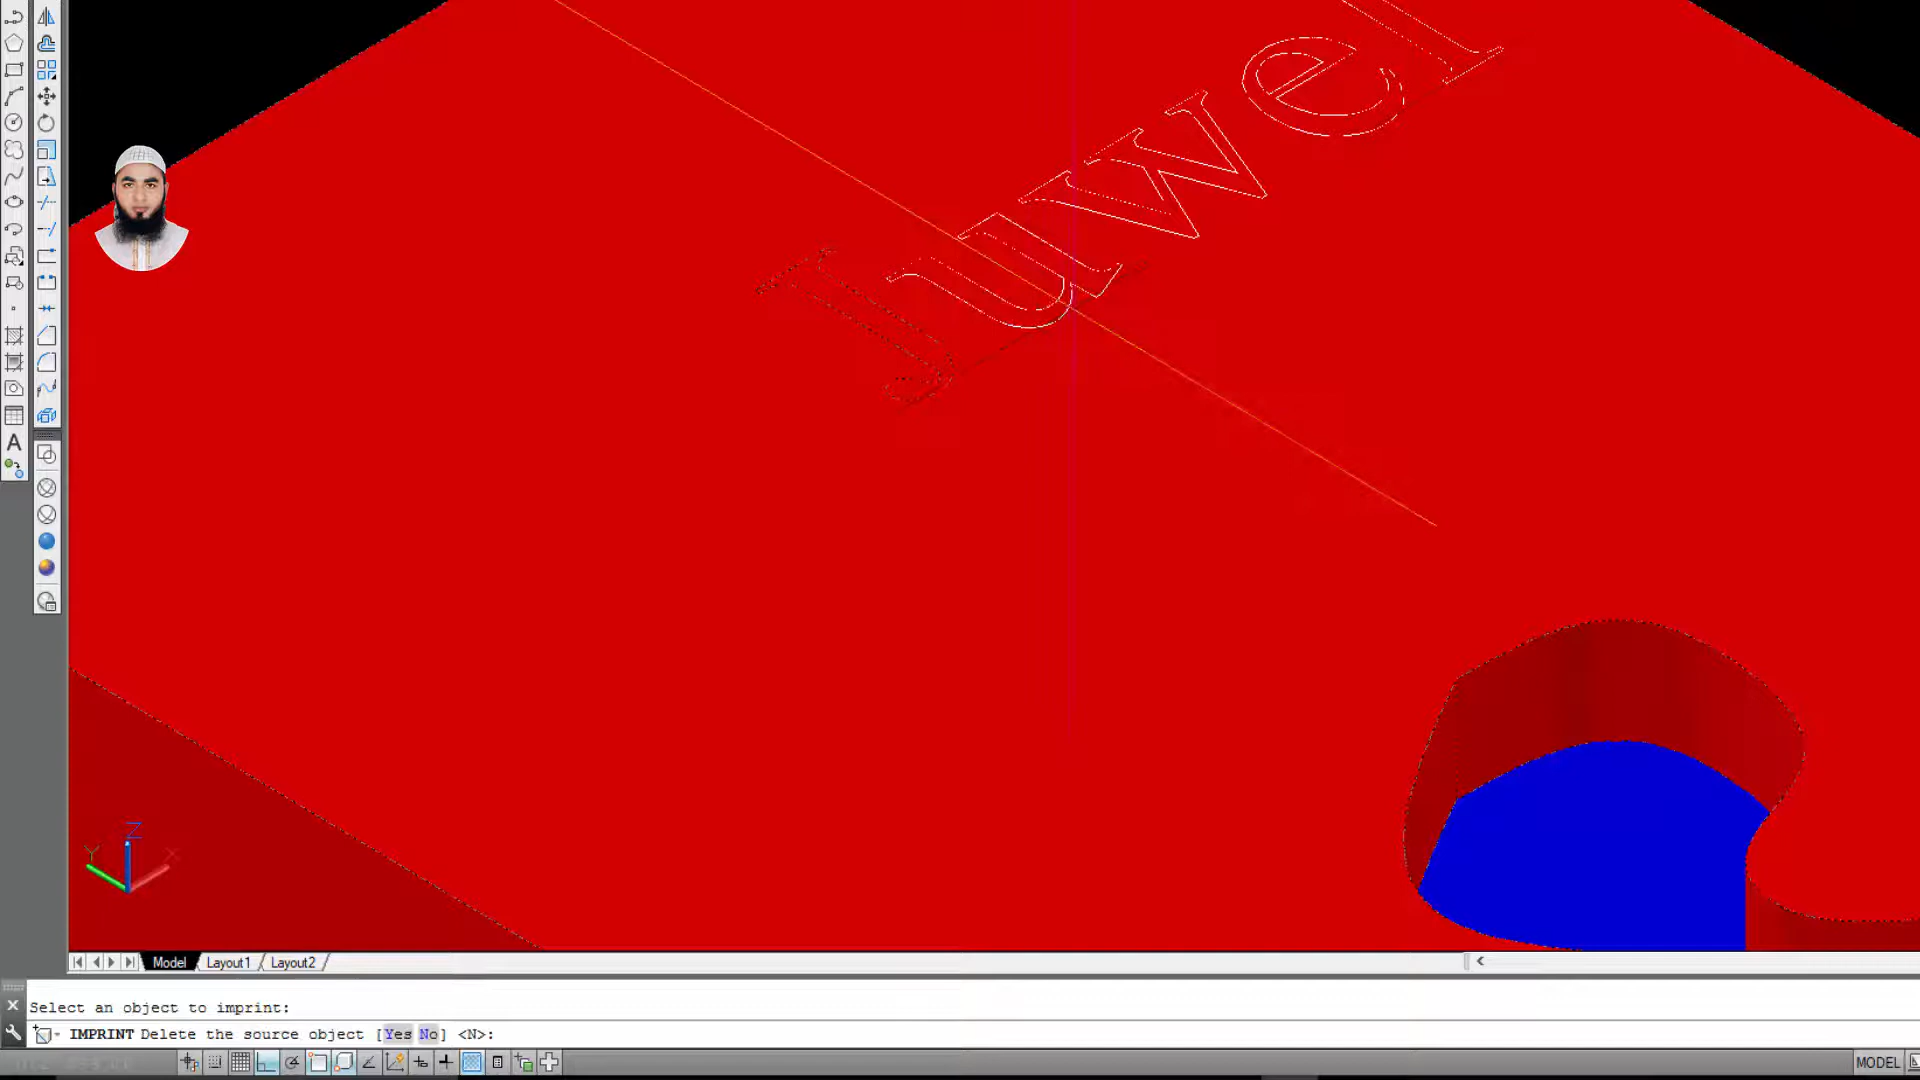 Juwel
Z
Y
X
A
Model
Layout1
Layout2
<
Select an object to imprint:
IMPRINT Delete the source object [Yes No] <N>:
MODEL